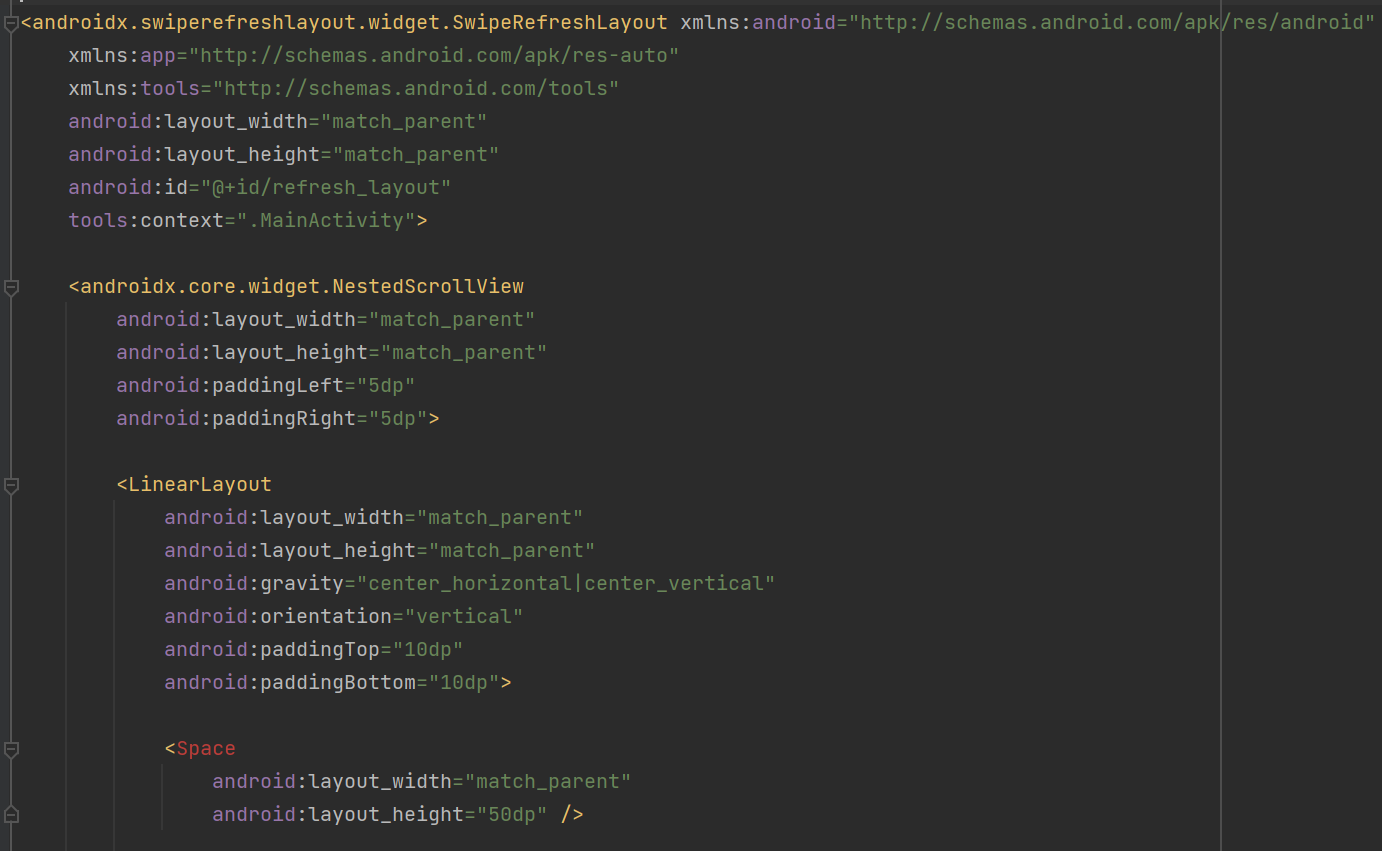 <androidx.swiperefreshlayout.widget.SwipeRefreshLayout xmlns:android="http://schemas.android.com/apk/res/android"
xmlns:app="http://schemas.android.com/apk/res-auto"
xmlns:tools="http://schemas.android.com/tools"
android:layout_width="match_parent"
android:layout_height="match_parent"
android:id="@+id/refresh_layout"
tools:context=".MainActivity">
<androidx.core.widget.NestedScrollView
android:layout_width="match_parent"
android:layout_height="match_parent"
android:paddingLeft="5dp"
android:paddingRight="5dp">
<LinearLayout
android:layout_width="match_parent"
android:layout_height="match_parent"
android:gravity="center_horizontal|center_vertical"
android:orientation="vertical"
android:paddingTop="10dp"
android:paddingBottom="10dp">
<Space
android:layout_width="match_parent"
android:layout_height="50dp" />